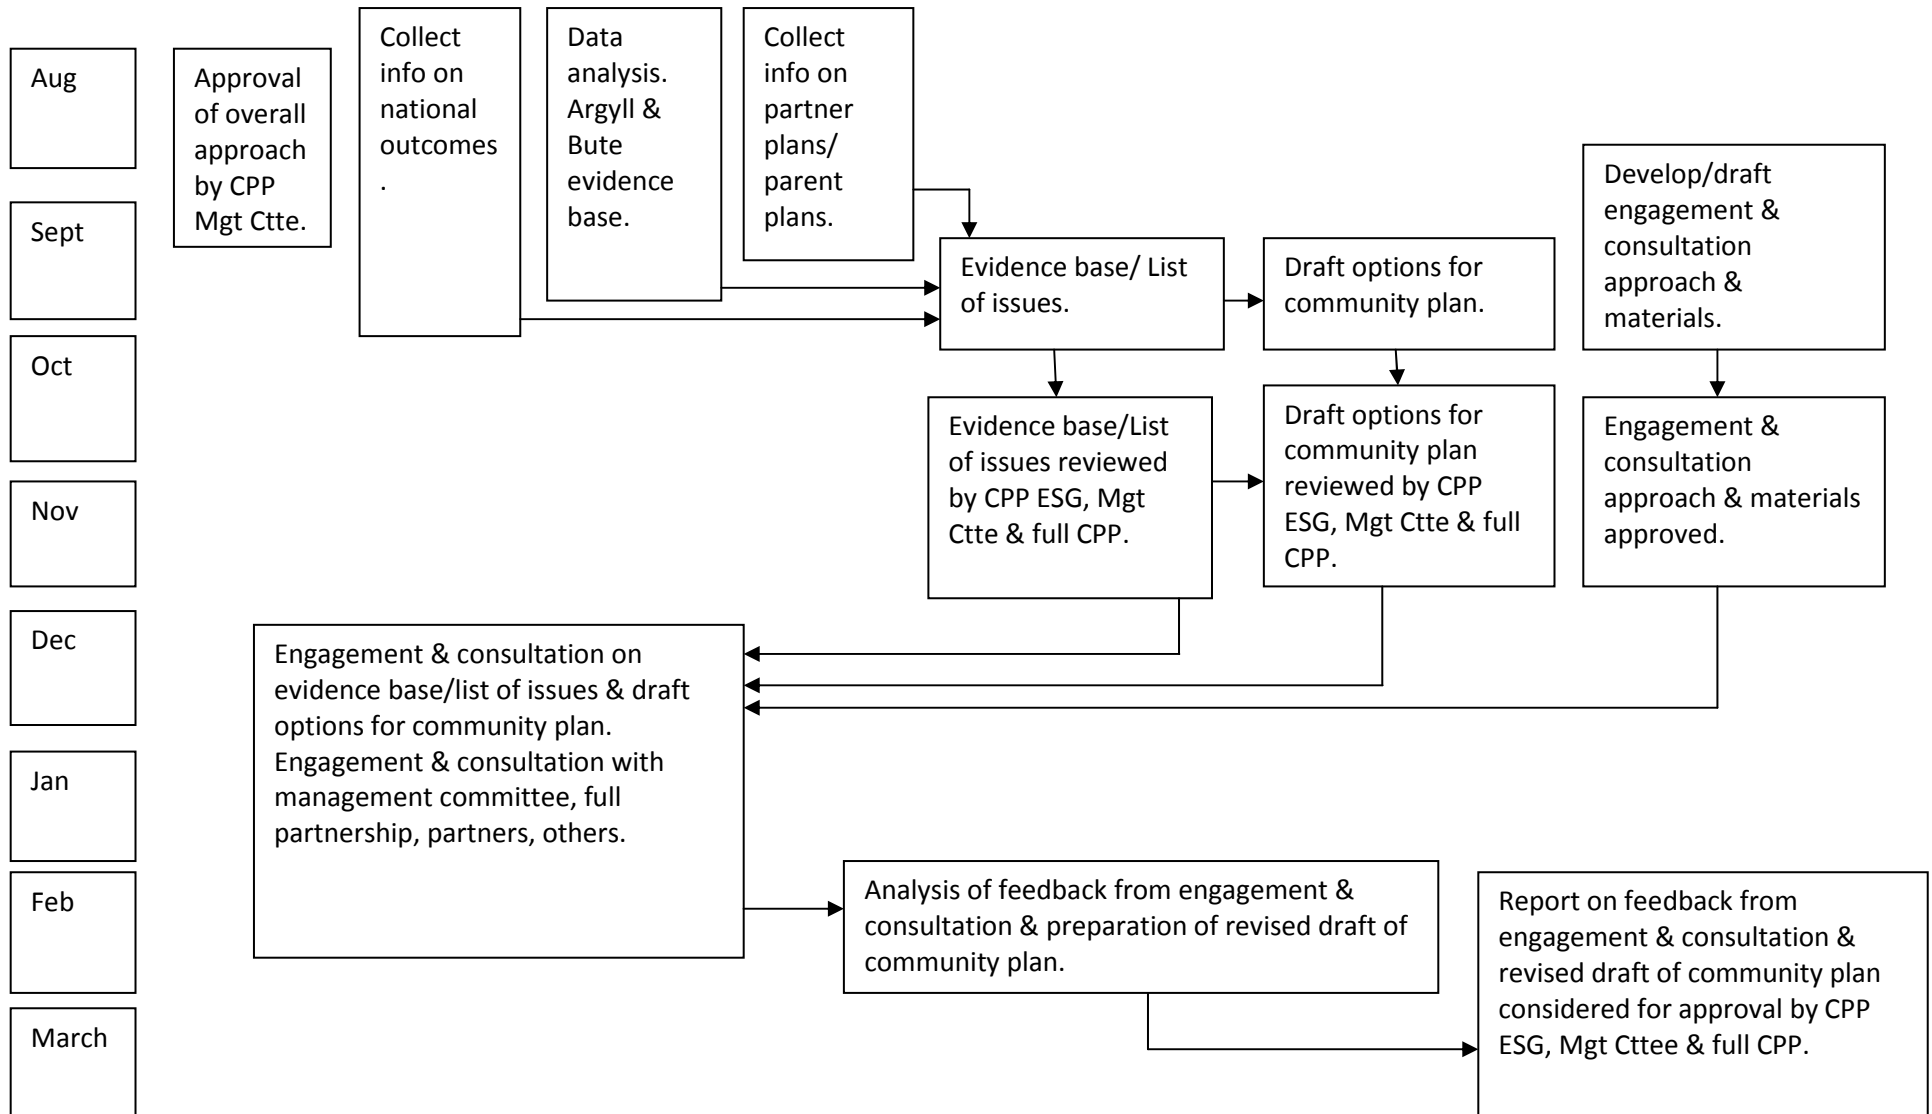 Aug
Sept
Oct
Nov
Dec
Jan
Feb
March
Approval
of overall
approach
by CPP
Mgt Ctte.
Collect
info on
national
outcomes
.
Data
analysis.
Argyll &
Bute
evidence
base.
Collect
info on
partner
plans/
parent
plans.
Evidence base/ List
of issues.
Draft options for
community plan.
Develop/draft
engagement &
consultation
approach &
materials.
Evidence base/List
of issues reviewed
by CPP ESG, Mgt
Ctte & full CPP.
Draft options for
community plan
reviewed by CPP
ESG, Mgt Ctte & full
CPP.
Engagement &
consultation
approach & materials
approved.
Engagement & consultation on
evidence base/list of issues & draft
options for community plan.
Engagement & consultation with
management committee, full
partnership, partners, others.
Analysis of feedback from engagement &
consultation & preparation of revised draft of
community plan.
Report on feedback from
engagement & consultation &
revised draft of community plan
considered for approval by CPP
ESG, Mgt Cttee & full CPP.